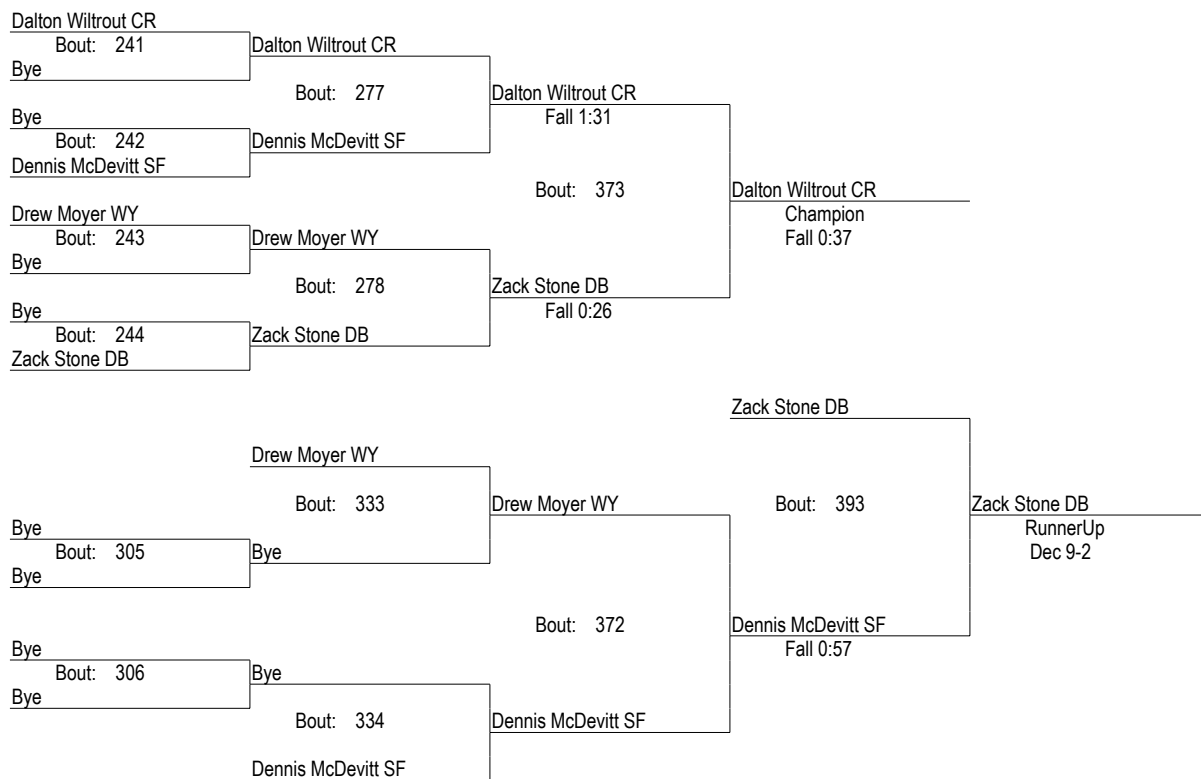 Dalton Wiltrout CR
Bout: 241
Dalton Wiltrout CR
Bye
Bout: 277
Dalton Wiltrout CR
Bye
Fall 1:31
Bout: 242
Dennis McDevitt SF
Dennis McDevitt SF
Bout: 373
Dalton Wiltrout CR
Drew Moyer WY
Champion
Bout: 243
Drew Moyer WY
Fall 0:37
Bye
Bout: 278
Zack Stone DB
Bye
Fall 0:26
Bout: 244
Zack Stone DB
Zack Stone DB
Zack Stone DB
Drew Moyer WY
Bout: 333
Drew Moyer WY
Bout: 393
Zack Stone DB
Bye
RunnerUp
Bout: 305
Bye
Dec 9-2
Bye
Bout: 372
Dennis McDevitt SF
Bye
Fall 0:57
Bout: 306
Bye
Bye
Bout: 334
Dennis McDevitt SF
Dennis McDevitt SF